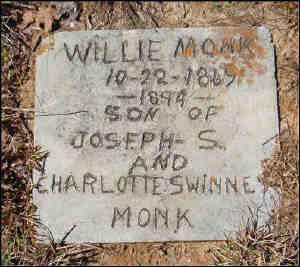 WILLIE MONK
10-22-1865
—1894—
SON OF
JOSEPH S.
AND
CHARLOTTE SWINNEY
MONK